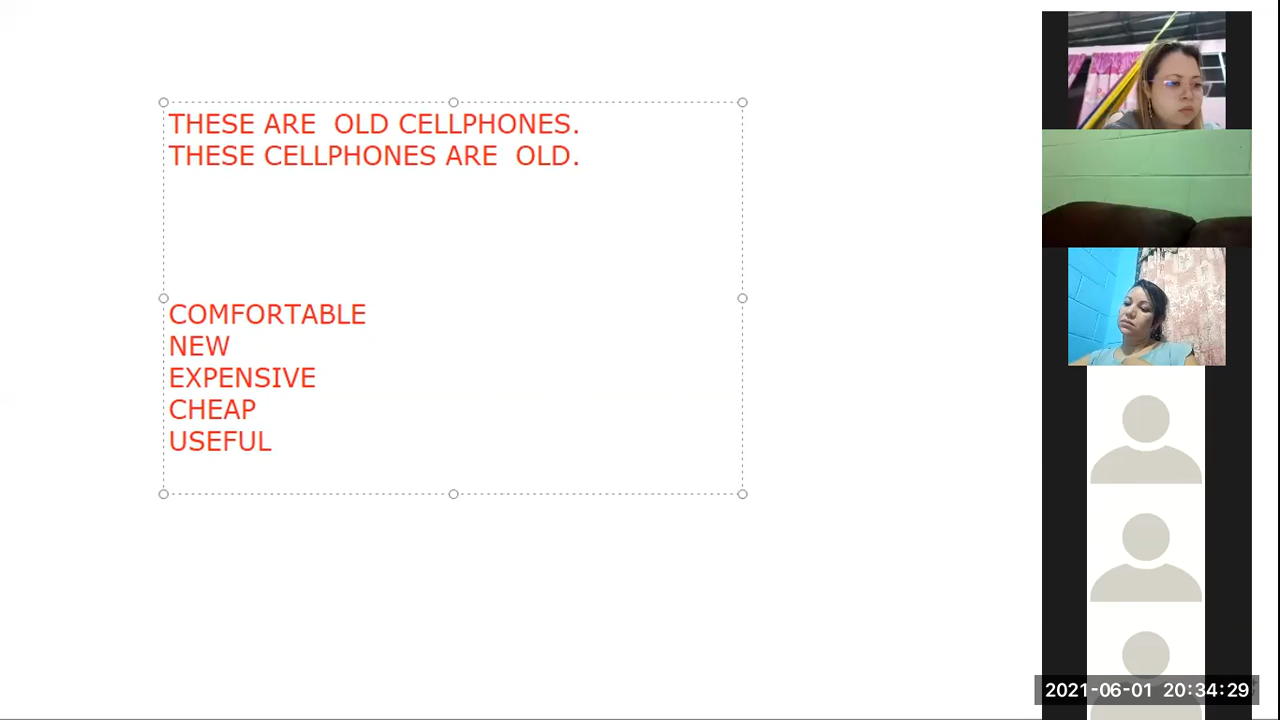 THESE ARE  OLD CELLPHONES.
THESE CELLPHONES ARE  OLD.
COMFORTABLE
NEW
EXPENSIVE
CHEAP
USEFUL
2021-06-01 20:34:29